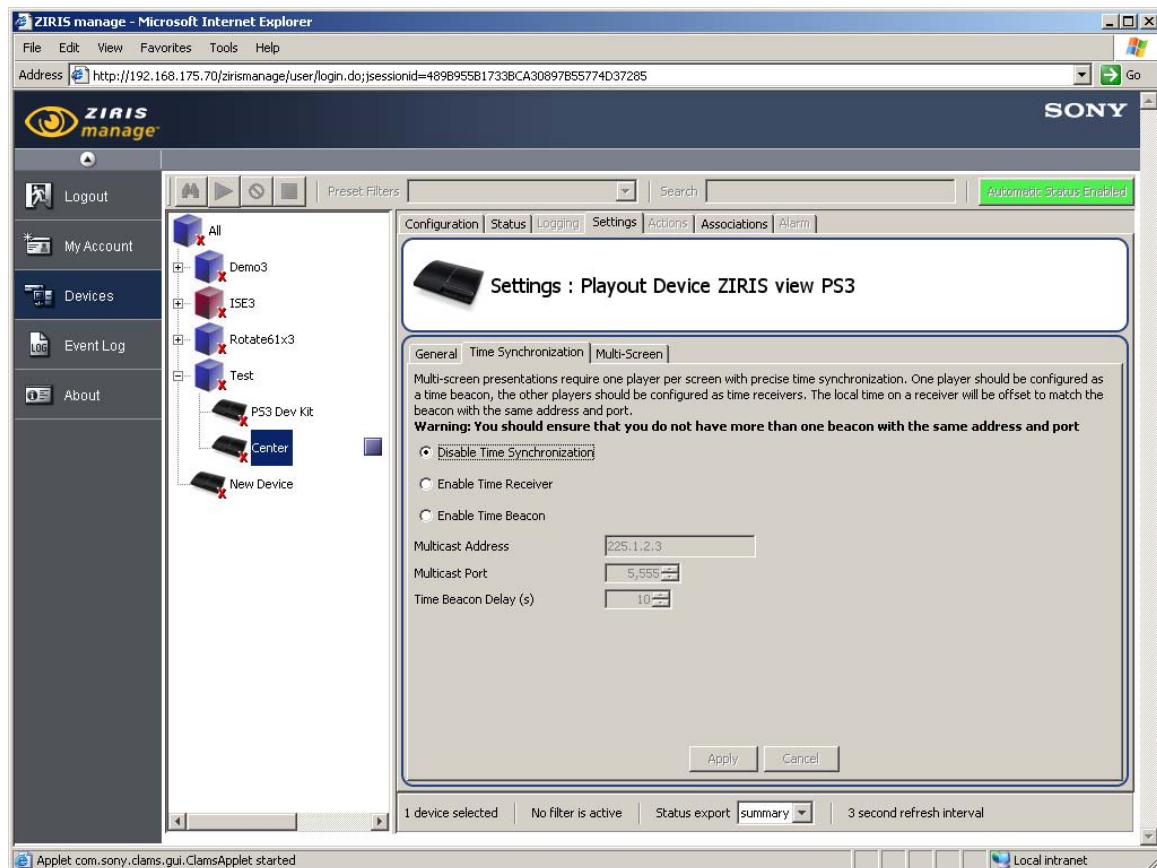 ZIRIS manage - Microsoft Internet Explorer
File Edit View Favorites Tools Help
Address http://192.168.175.70/zirismanage/user/login.do;jsessionid=489B955B1733BCA30897B55774D37285 Go
ZIRIS
manage
SONY
Logout
My Account
Devices
LOG Event Log
About
Preset Filters Search Automatic Status Enabled
All
Demo3
ISE3
Rotate61x3
Test
PS3 Dev Kit
Center
New Device
Configuration Status Logging Settings Actions Associations Alarm
Settings : Playout Device ZIRIS view PS3
General Time Synchronization Multi-Screen
Multi-screen presentations require one player per screen with precise time synchronization. One player should be configured as
a time beacon, the other players should be configured as time receivers. The local time on a receiver will be offset to match the
beacon with the same address and port.
Warning: You should ensure that you do not have more than one beacon with the same address and port
Disable Time Synchronization
Enable Time Receiver
Enable Time Beacon
Multicast Address 225.1.2.3
Multicast Port 5,555
Time Beacon Delay (s) 10
Apply Cancel
1 device selected No filter is active Status export summary 3 second refresh interval
Applet com.sony.clams.gui.ClamsApplet started Local intranet